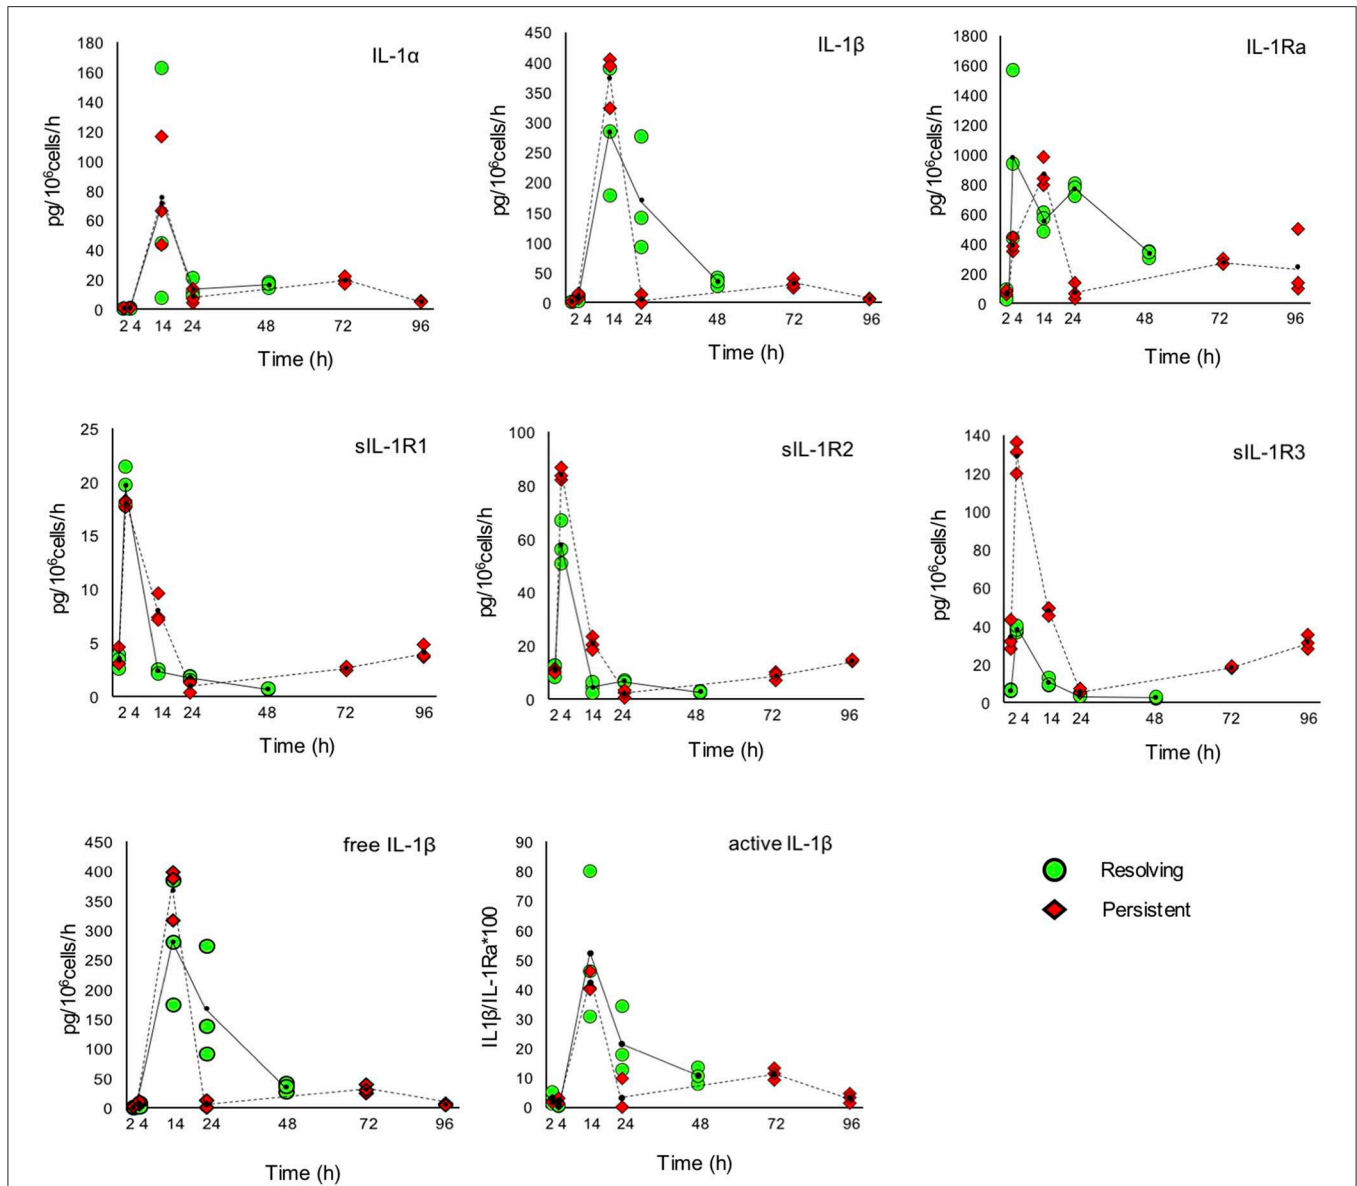 IL-1α
pg/10⁶cells/h
180
160
140
120
100
80
60
40
20
0
2 4 14 24 48 72 96
Time (h)
IL-1β
pg/10⁶cells/h
450
400
350
300
250
200
150
100
50
0
2 4 14 24 48 72 96
Time (h)
IL-1Ra
pg/10⁶cells/h
1800
1600
1400
1200
1000
800
600
400
200
0
2 4 14 24 48 72 96
Time (h)
sIL-1R1
pg/10⁶cells/h
25
20
15
10
5
0
2 4 14 24 48 72 96
Time (h)
sIL-1R2
pg/10⁶cells/h
100
80
60
40
20
0
2 4 14 24 48 72 96
Time (h)
sIL-1R3
pg/10⁶cells/h
140
120
100
80
60
40
20
0
2 4 14 24 48 72 96
Time (h)
free IL-1β
pg/10⁶cells/h
450
400
350
300
250
200
150
100
50
0
2 4 14 24 48 72 96
Time (h)
active IL-1β
IL1β/IL-1Ra*100
90
80
70
60
50
40
30
20
10
0
2 4 14 24 48 72 96
Time (h)
Resolving
Persistent